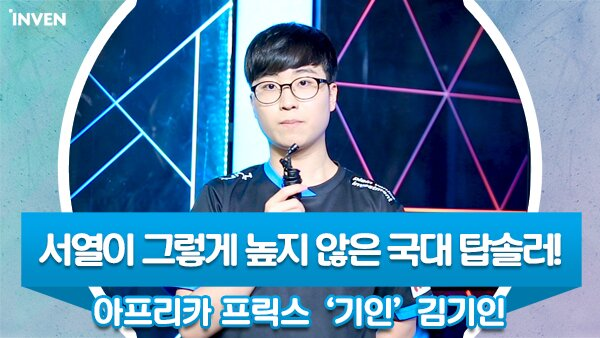 INVEN
서열이 그렇게 높지 않은 국대 탑솔러!
아프리카 프릭스 ‘기인’ 김기인